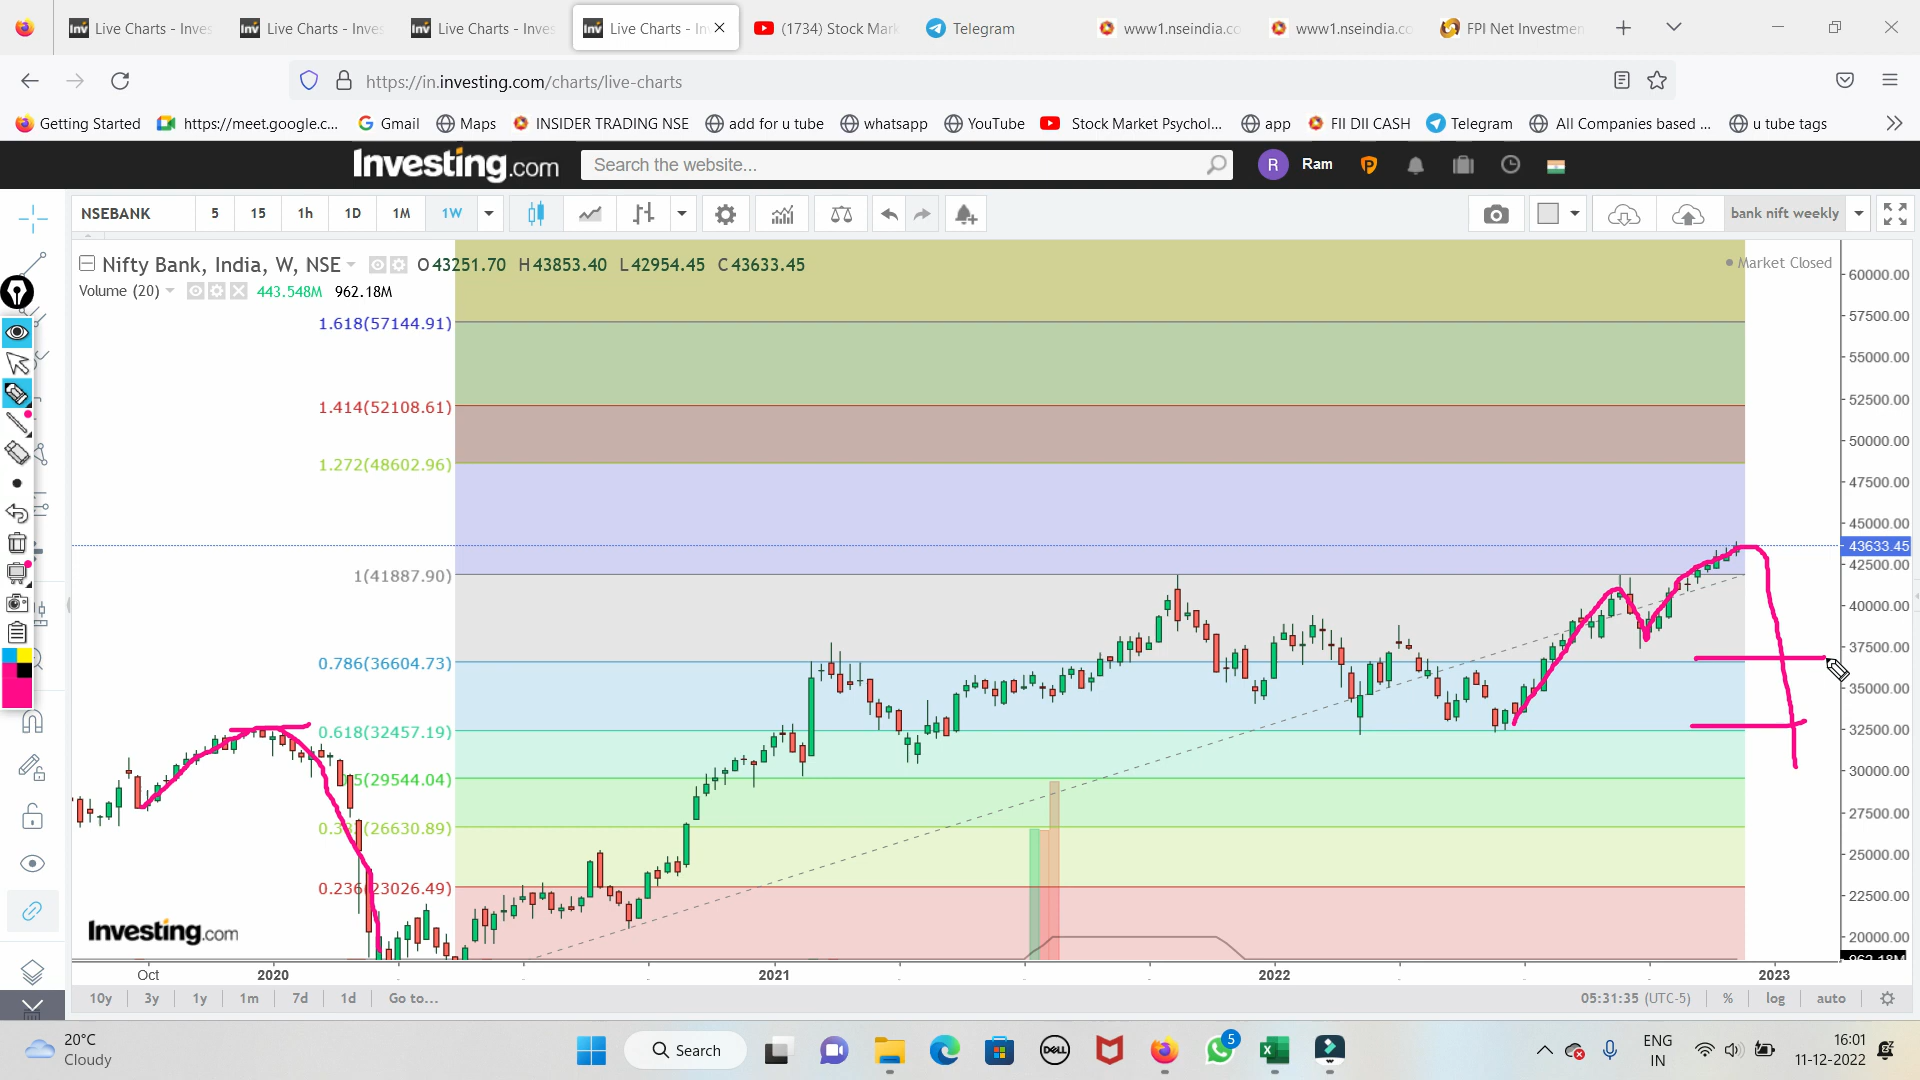 Live Charts - Inves
Live Charts - Inves
Live Charts - Inves
Live Charts - In
(1734) Stock Mark
Telegram
www1.nseindia.co
www1.nseindia.co
FPI Net Investmen
https://in.investing.com/charts/live-charts
Getting Started
https://meet.google.c...
Gmail
Maps
INSIDER TRADING NSE
add for u tube
whatsapp
YouTube
Stock Market Psychol...
app
FII DII CASH
Telegram
All Companies based ...
u tube tags
Investing.com
Search the website...
R
Ram
NSEBANK
5
15
1h
1D
1M
1W
bank nift weekly
Nifty Bank, India, W, NSE
O43251.70 H43853.40 L42954.45 C43633.45
Market Closed
Volume (20)
443.548M 962.18M
1.618(57144.91)
1.414(52108.61)
1.272(48602.96)
1(41887.90)
0.786(36604.73)
0.618(32457.19)
0.5(29544.04)
(26630.89)
0.236(23026.49)
60000.00
57500.00
55000.00
52500.00
50000.00
47500.00
45000.00
43633.45
42500.00
40000.00
37500.00
35000.00
32500.00
30000.00
27500.00
25000.00
22500.00
20000.00
962.18M
Investing.com
Oct
2020
2021
2022
2023
10y
3y
1y
1m
7d
1d
Go to...
05:31:35 (UTC-5)
%
log
auto
20°C
Cloudy
Search
DELL
5
ENG
IN
16:01
11-12-2022